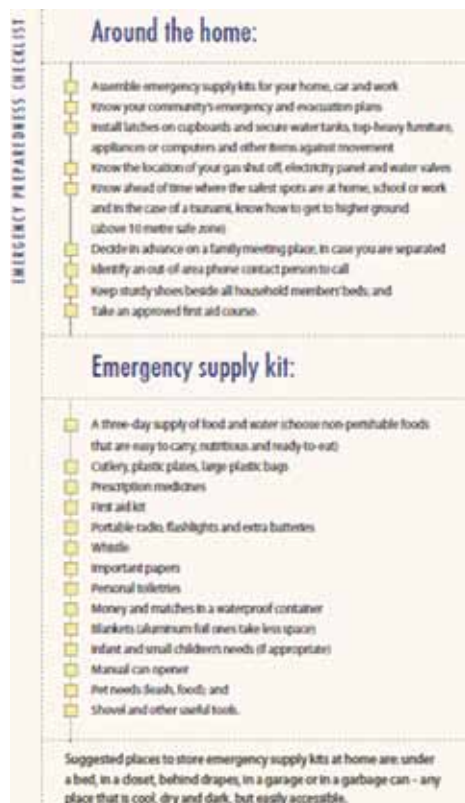 EMERGENCY PREPAREDNESS CHECKLIST
Around the home:
Assemble emergency supply kits for your home, car and work
Know your community's emergency and evacuation plans
Install latches on cupboards and secure water tanks, top-heavy furniture,
appliances or computers and other items against movement
Know the location of your gas shut off, electricity panel and water valves
Know ahead of time where the safest spots are at home, school or work
and in the case of a tsunami, know how to get to higher ground
(above 10 metre safe zone)
Decide in advance on a family meeting place, in case you are separated
Identify an out-of-area phone contact person to call
Keep sturdy shoes beside all household members' beds; and
Take an approved first aid course.
Emergency supply kit:
A three-day supply of food and water (choose non-perishable foods
that are easy to carry, nutritious and ready-to-eat)
Cutlery, plastic plates, large plastic bags
Prescription medicines
First aid kit
Portable radio, flashlights and extra batteries
Whistle
Important papers
Personal toiletries
Money and matches in a waterproof container
Blankets (aluminum foil ones take less space)
Infant and small children's needs (if appropriate)
Manual can opener
Pet needs (leash, food); and
Shovel and other useful tools.
Suggested places to store emergency supply kits at home are: under
a bed, in a closet, behind drapes, in a garage or in a garbage can – any
place that is cool, dry and dark, but easily accessible.